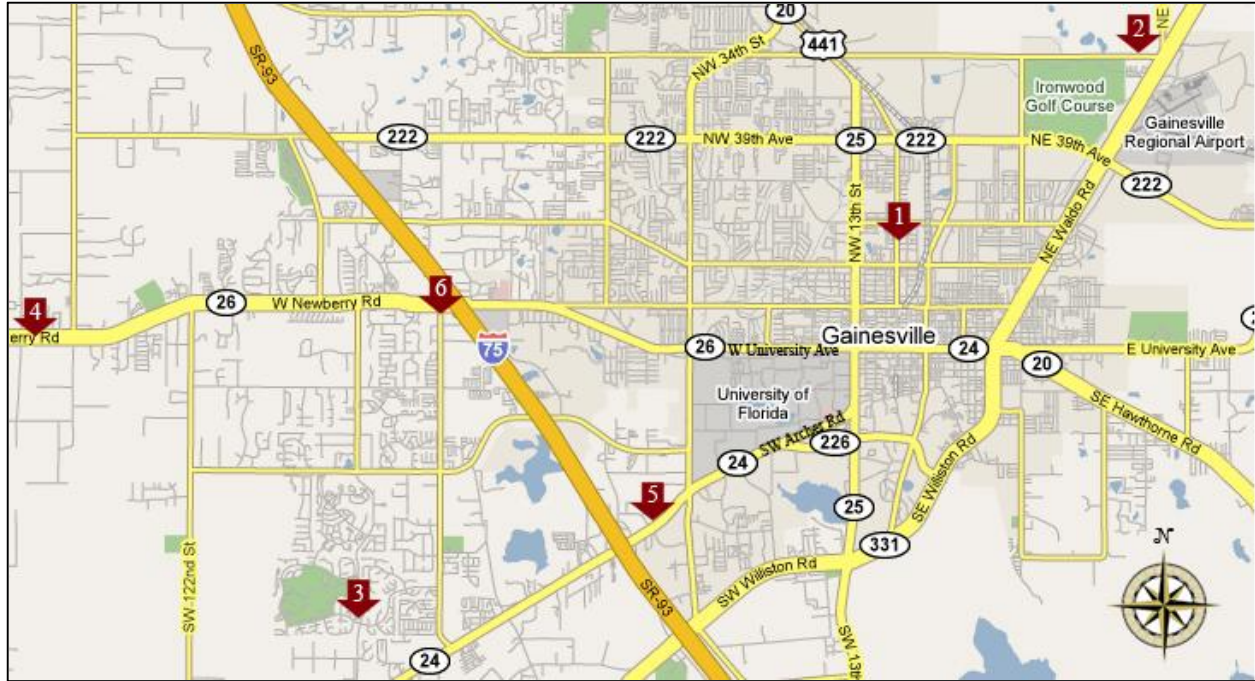 20
NE
2
441
NW 34th St
SR-93
Ironwood
Golf Course
Gainesville
Regional Airport
222
222
NW 39th Ave
25
222
NE 39th Ave
222
1
NW 13th St
NE Waldo Rd
6
4
26
W Newberry Rd
erry Rd
75
Gainesville
26
W University Ave
24
E University Ave
20
University of
Florida
SW Archer Rd
226
24
SE Hawthorne Rd
SE Williston Rd
5
25
331
N
SW Williston Rd
SW 122nd St
3
SR-93
24
SW 13th